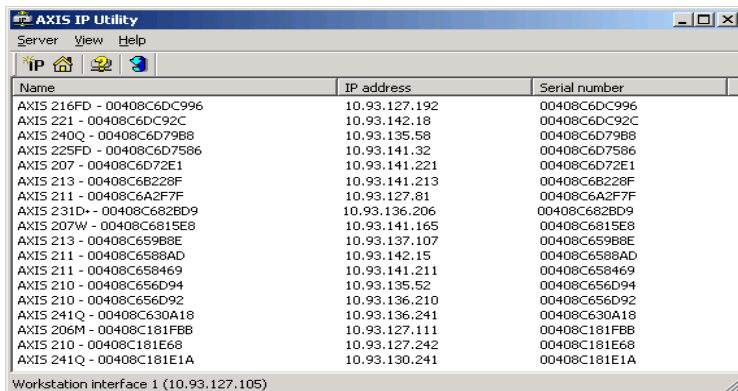 AXIS IP Utility
Server View Help
IP
Name IP address Serial number
AXIS 216FD - 00408C6DC996 10.93.127.192 00408C6DC996
AXIS 221 - 00408C6DC92C 10.93.142.18 00408C6DC92C
AXIS 240Q - 00408C6D79B8 10.93.135.58 00408C6D79B8
AXIS 225FD - 00408C6D7586 10.93.141.32 00408C6D7586
AXIS 207 - 00408C6D72E1 10.93.141.221 00408C6D72E1
AXIS 213 - 00408C6B228F 10.93.141.213 00408C6B228F
AXIS 211 - 00408C6A2F7F 10.93.127.81 00408C6A2F7F
AXIS 231D+ - 00408C682BD9 10.93.136.206 00408C682BD9
AXIS 207W - 00408C6815E8 10.93.141.165 00408C6815E8
AXIS 213 - 00408C659B8E 10.93.137.107 00408C659B8E
AXIS 211 - 00408C6588AD 10.93.142.15 00408C6588AD
AXIS 211 - 00408C658469 10.93.141.211 00408C658469
AXIS 210 - 00408C656D94 10.93.135.52 00408C656D94
AXIS 210 - 00408C656D92 10.93.136.210 00408C656D92
AXIS 241Q - 00408C630A18 10.93.136.241 00408C630A18
AXIS 206M - 00408C181FBB 10.93.127.111 00408C181FBB
AXIS 210 - 00408C181E68 10.93.127.242 00408C181E68
AXIS 241Q - 00408C181E1A 10.93.130.241 00408C181E1A
Workstation interface 1 (10.93.127.105)